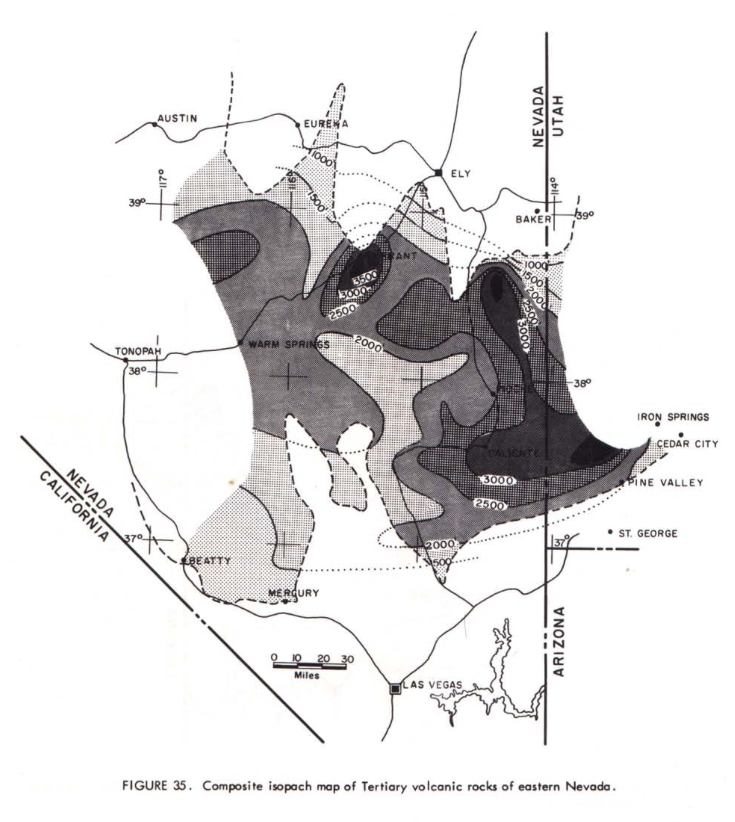 AUSTIN
EUREKA
NEVADA
UTAH
1000
ELY
117°
116°
114°
39°
1500
BAKER
39°
1000
1500
2000
3500
3000
2500
3000
WARM SPRINGS
2000
TONOPAH
38°
38°
IRON SPRINGS
CEDAR CITY
CALIENTE
3000
PINE VALLEY
2500
NEVADA
CALIFORNIA
37°
2000
37°
ST. GEORGE
BEATTY
MERCURY
ARIZONA
0 10 20 30
Miles
LAS VEGAS
FIGURE 35. Composite isopach map of Tertiary volcanic rocks of eastern Nevada.